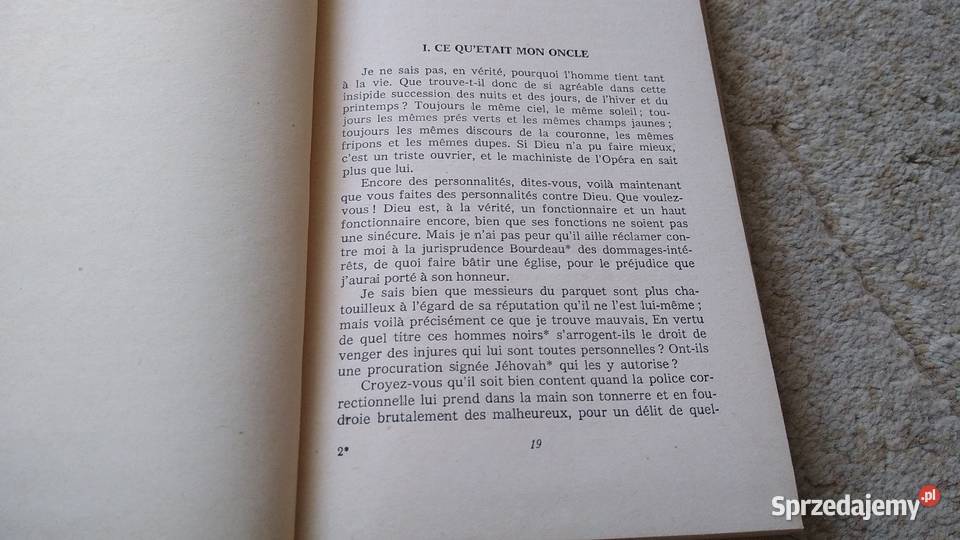 I. CE QU'ETAIT MON ONCLE
Je ne sais pas, en vérité, pourquoi l'homme tient tant
à la vie. Que trouve-t-il donc de si agréable dans cette
insipide succession des nuits et des jours, de l'hiver et du
printemps ? Toujours le même ciel, le même soleil ; tou-
jours les mêmes prés verts et les mêmes champs jaunes ;
toujours les mêmes discours de la couronne, les mêmes
fripons et les mêmes dupes. Si Dieu n'a pu faire mieux,
c'est un triste ouvrier, et le machiniste de l'Opéra en sait
plus que lui.
Encore des personnalités, dites-vous, voilà maintenant
que vous faites des personnalités contre Dieu. Que voulez-
vous ! Dieu est, à la vérité, un fonctionnaire et un haut
fonctionnaire encore, bien que ses fonctions ne soient pas
une sinécure. Mais je n'ai pas peur qu'il aille réclamer con-
tre moi à la jurisprudence Bourdeau* des dommages-inté-
rêts, de quoi faire bâtir une église, pour le préjudice que
j'aurai porté à son honneur.
Je sais bien que messieurs du parquet sont plus cha-
touilleux à l'égard de sa réputation qu'il ne l'est lui-même ;
mais voilà précisément ce que je trouve mauvais. En vertu
de quel titre ces hommes noirs* s'arrogent-ils le droit de
venger des injures qui lui sont toutes personnelles ? Ont-ils
une procuration signée Jéhovah* qui les y autorise ?
Croyez-vous qu'il soit bien content quand la police cor-
rectionnelle lui prend dans la main son tonnerre et en fou-
droie brutalement des malheureux, pour un délit de quel-
2*
19
Sprzedajemy.pl